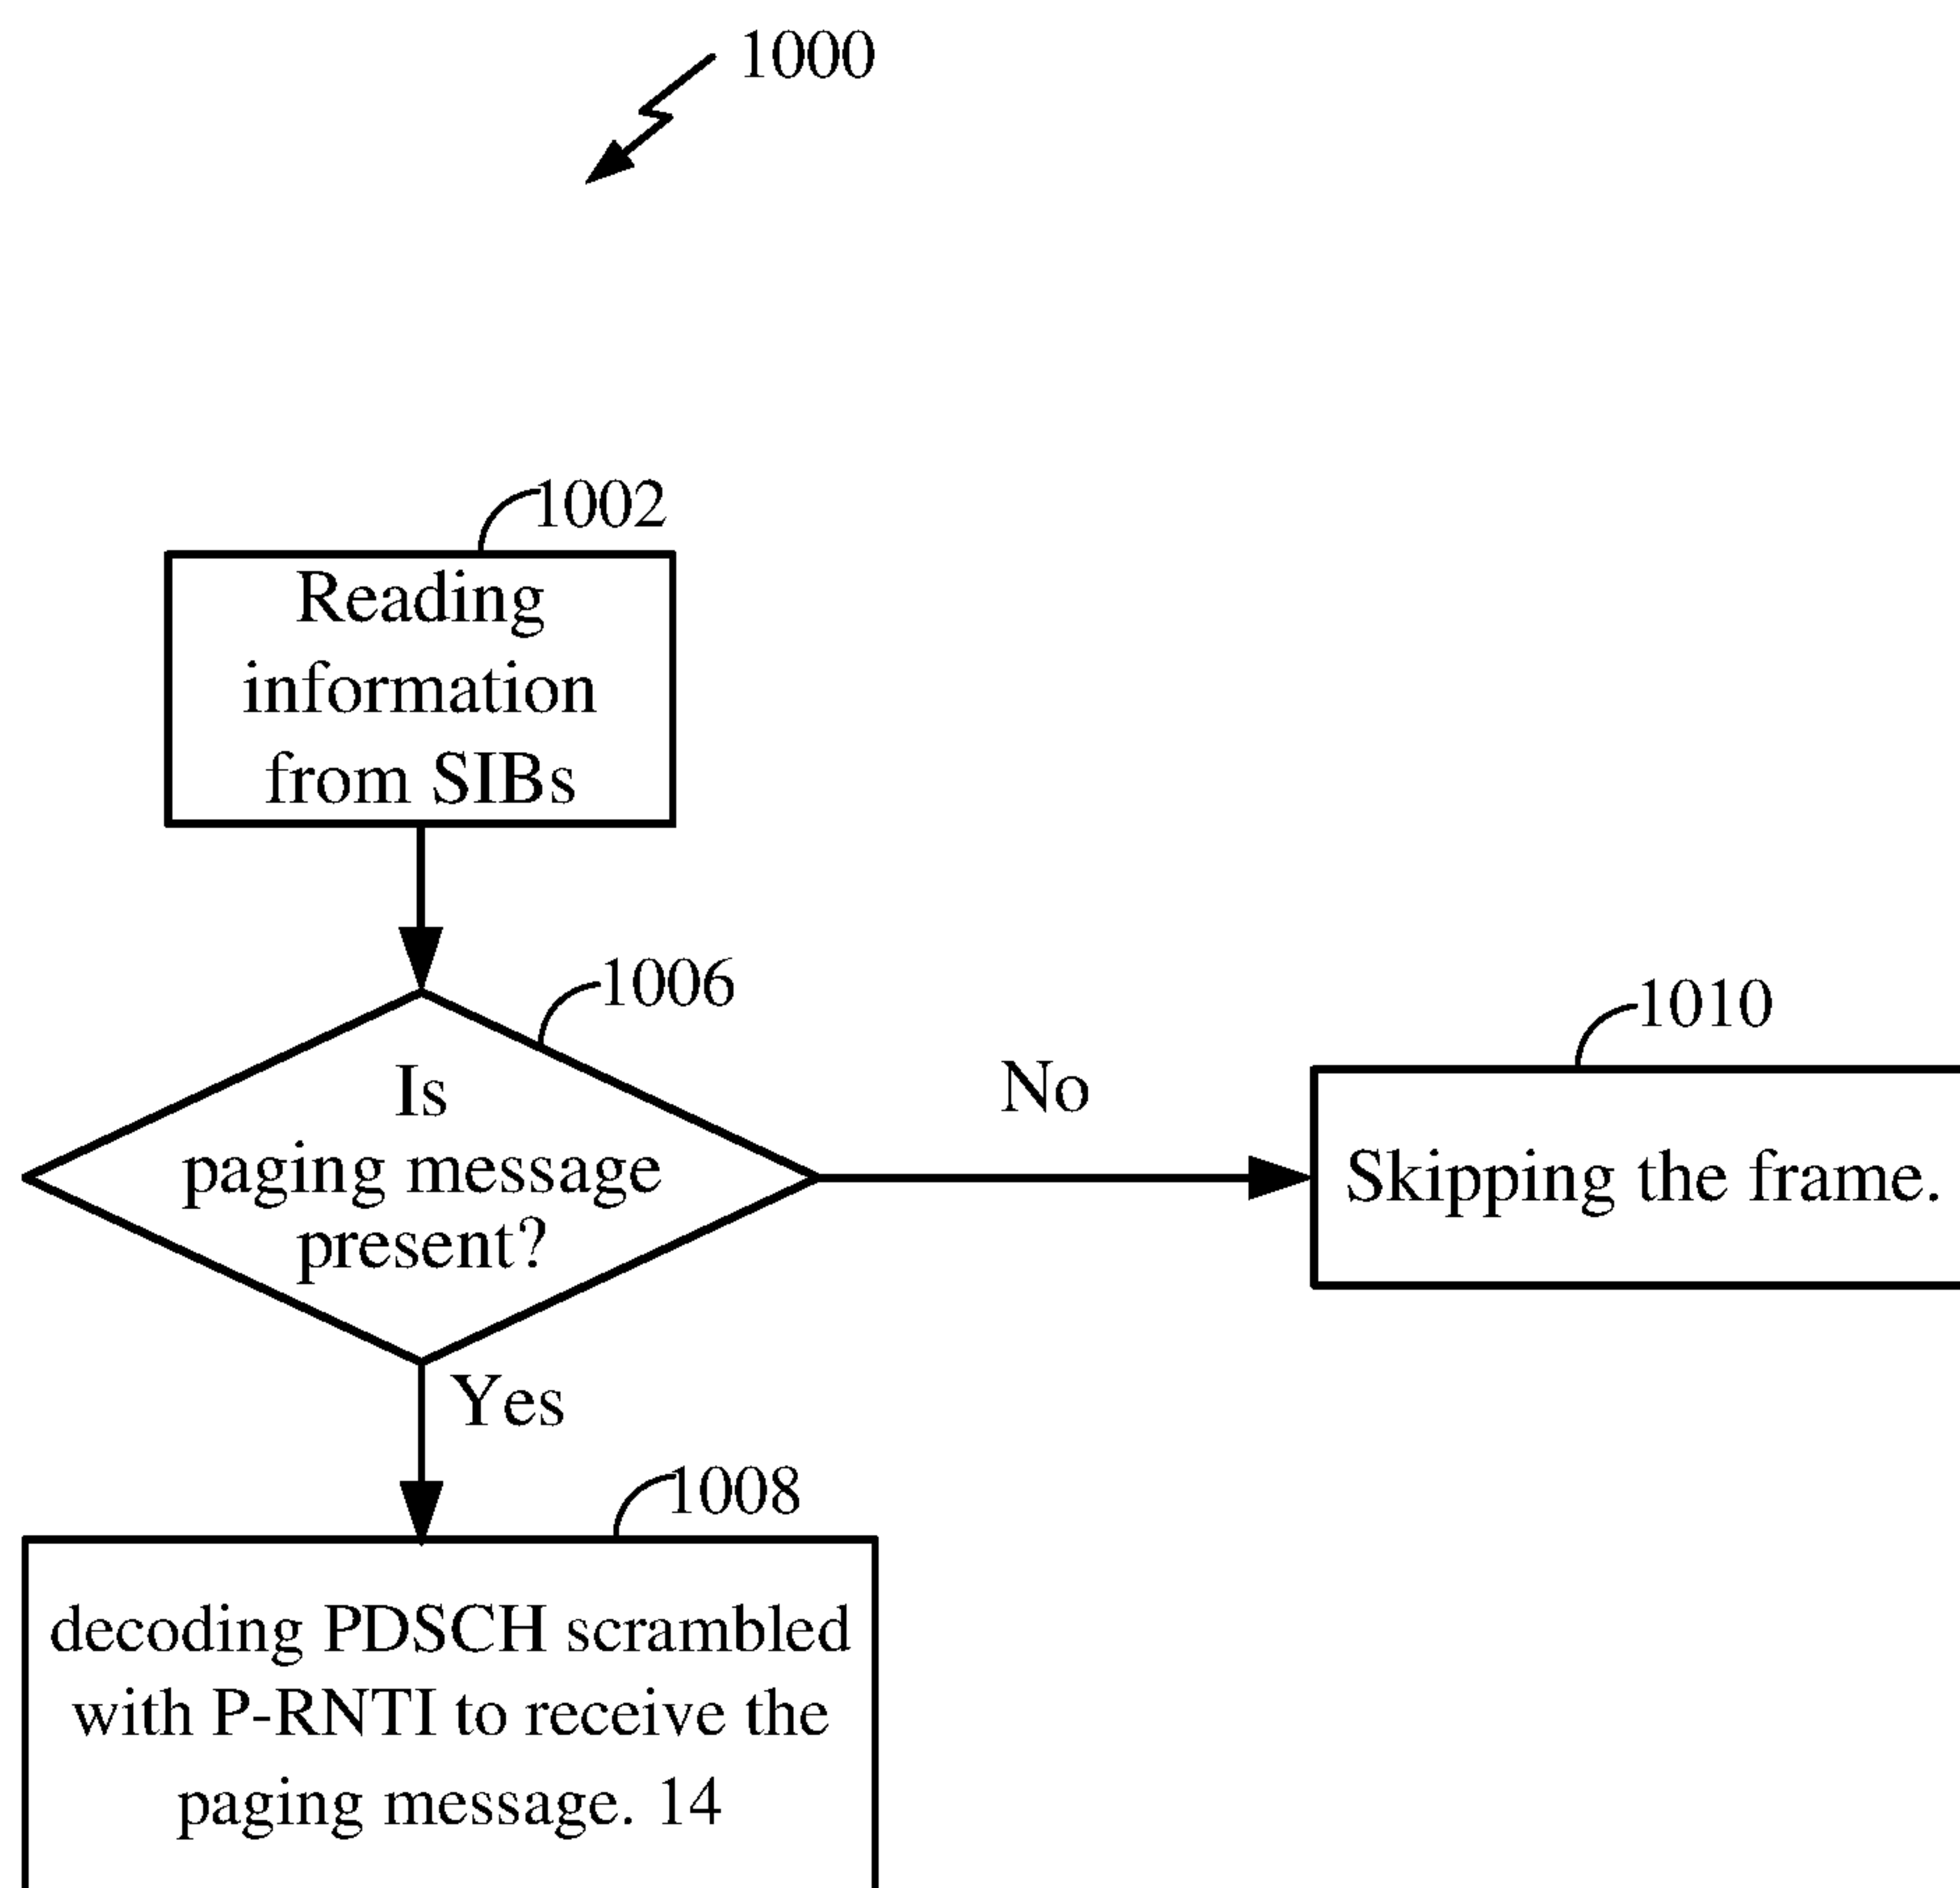 1000
1002
Reading
information
from SIBs
1006
Is
paging message
present?
No
1010
Skipping the frame.
Yes
1008
decoding PDSCH scrambled
with P-RNTI to receive the
paging message. 14